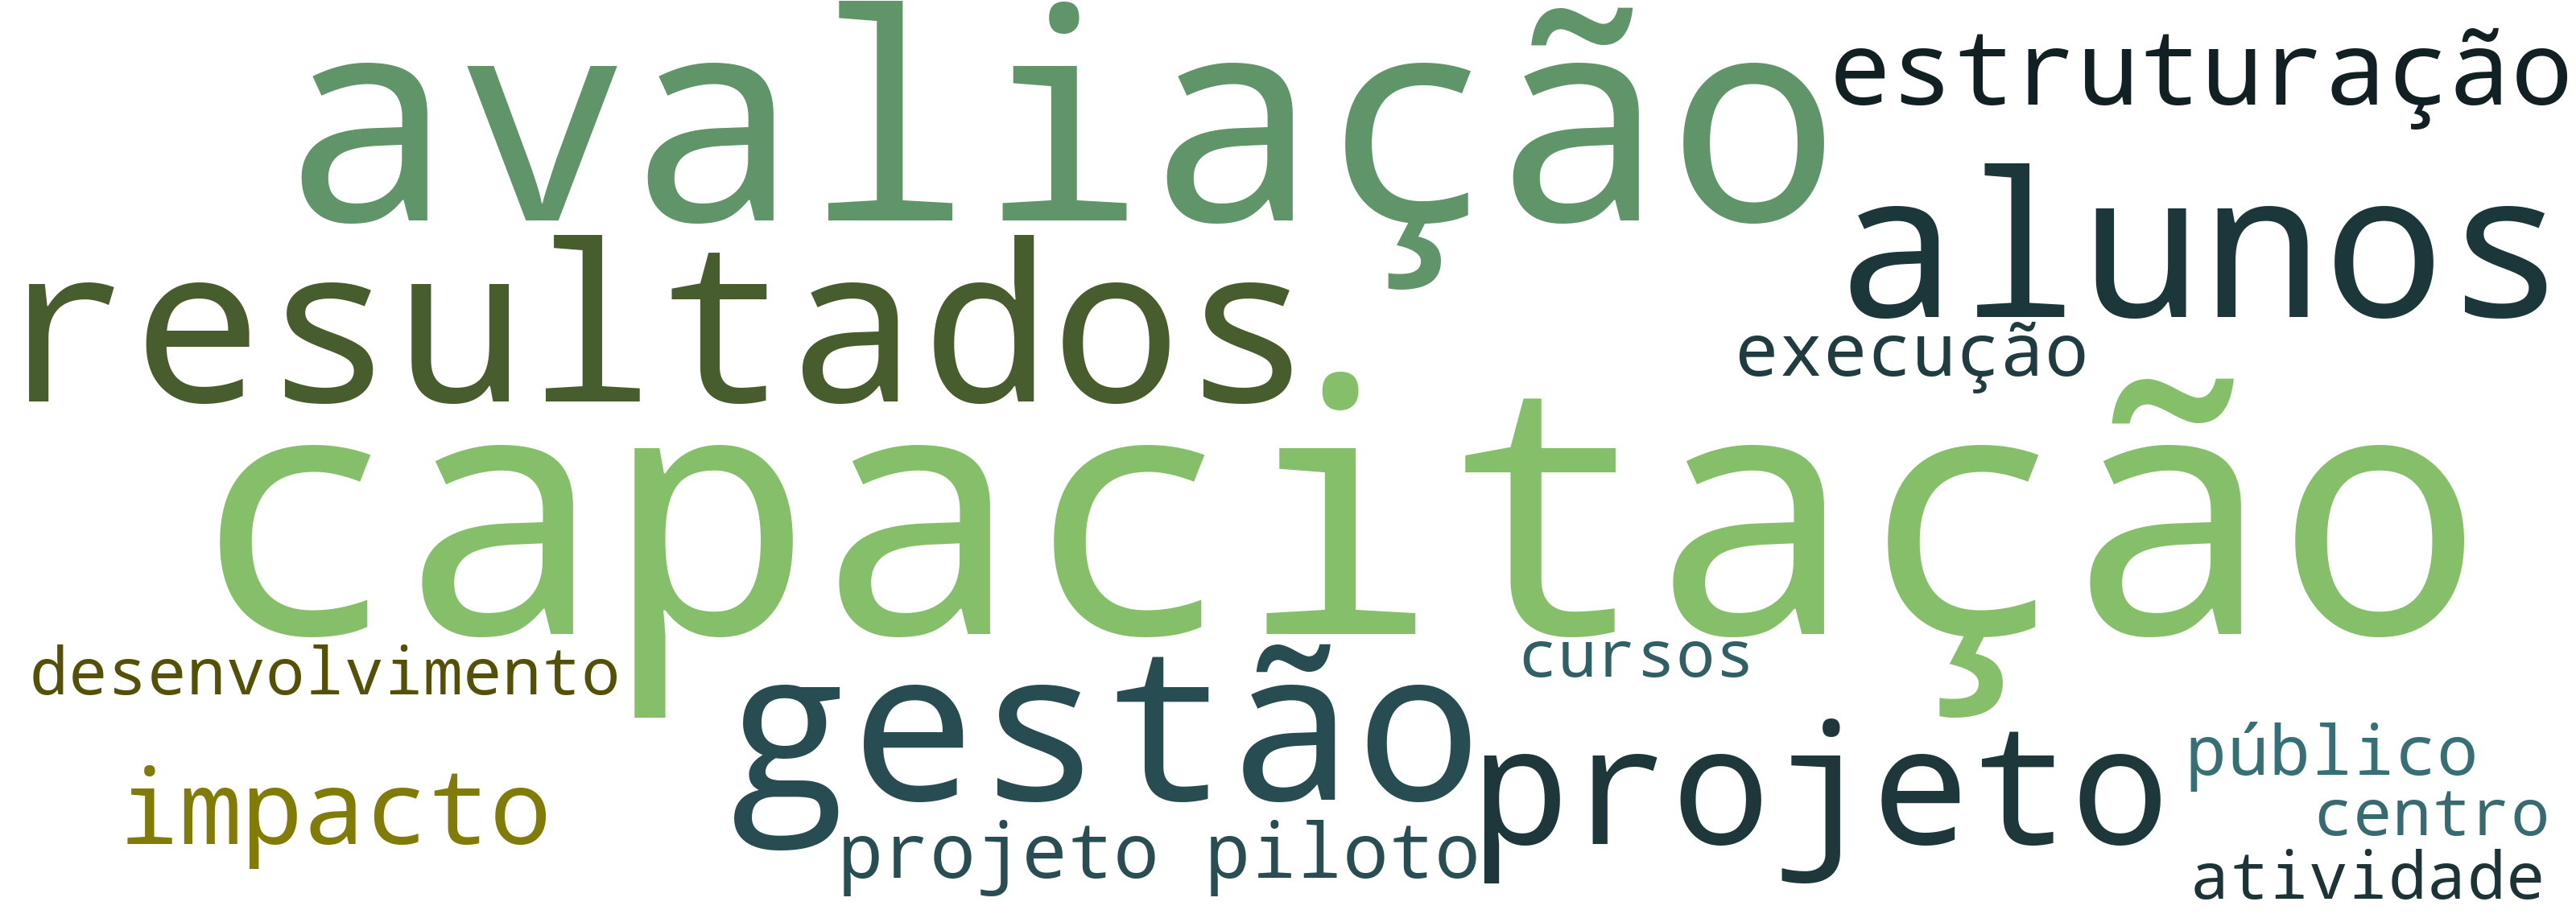 avaliação
estruturação
alunos
resultados
execução
capacitação
desenvolvimento
gestão
cursos
projeto
público
impacto
centro
projeto piloto
atividade